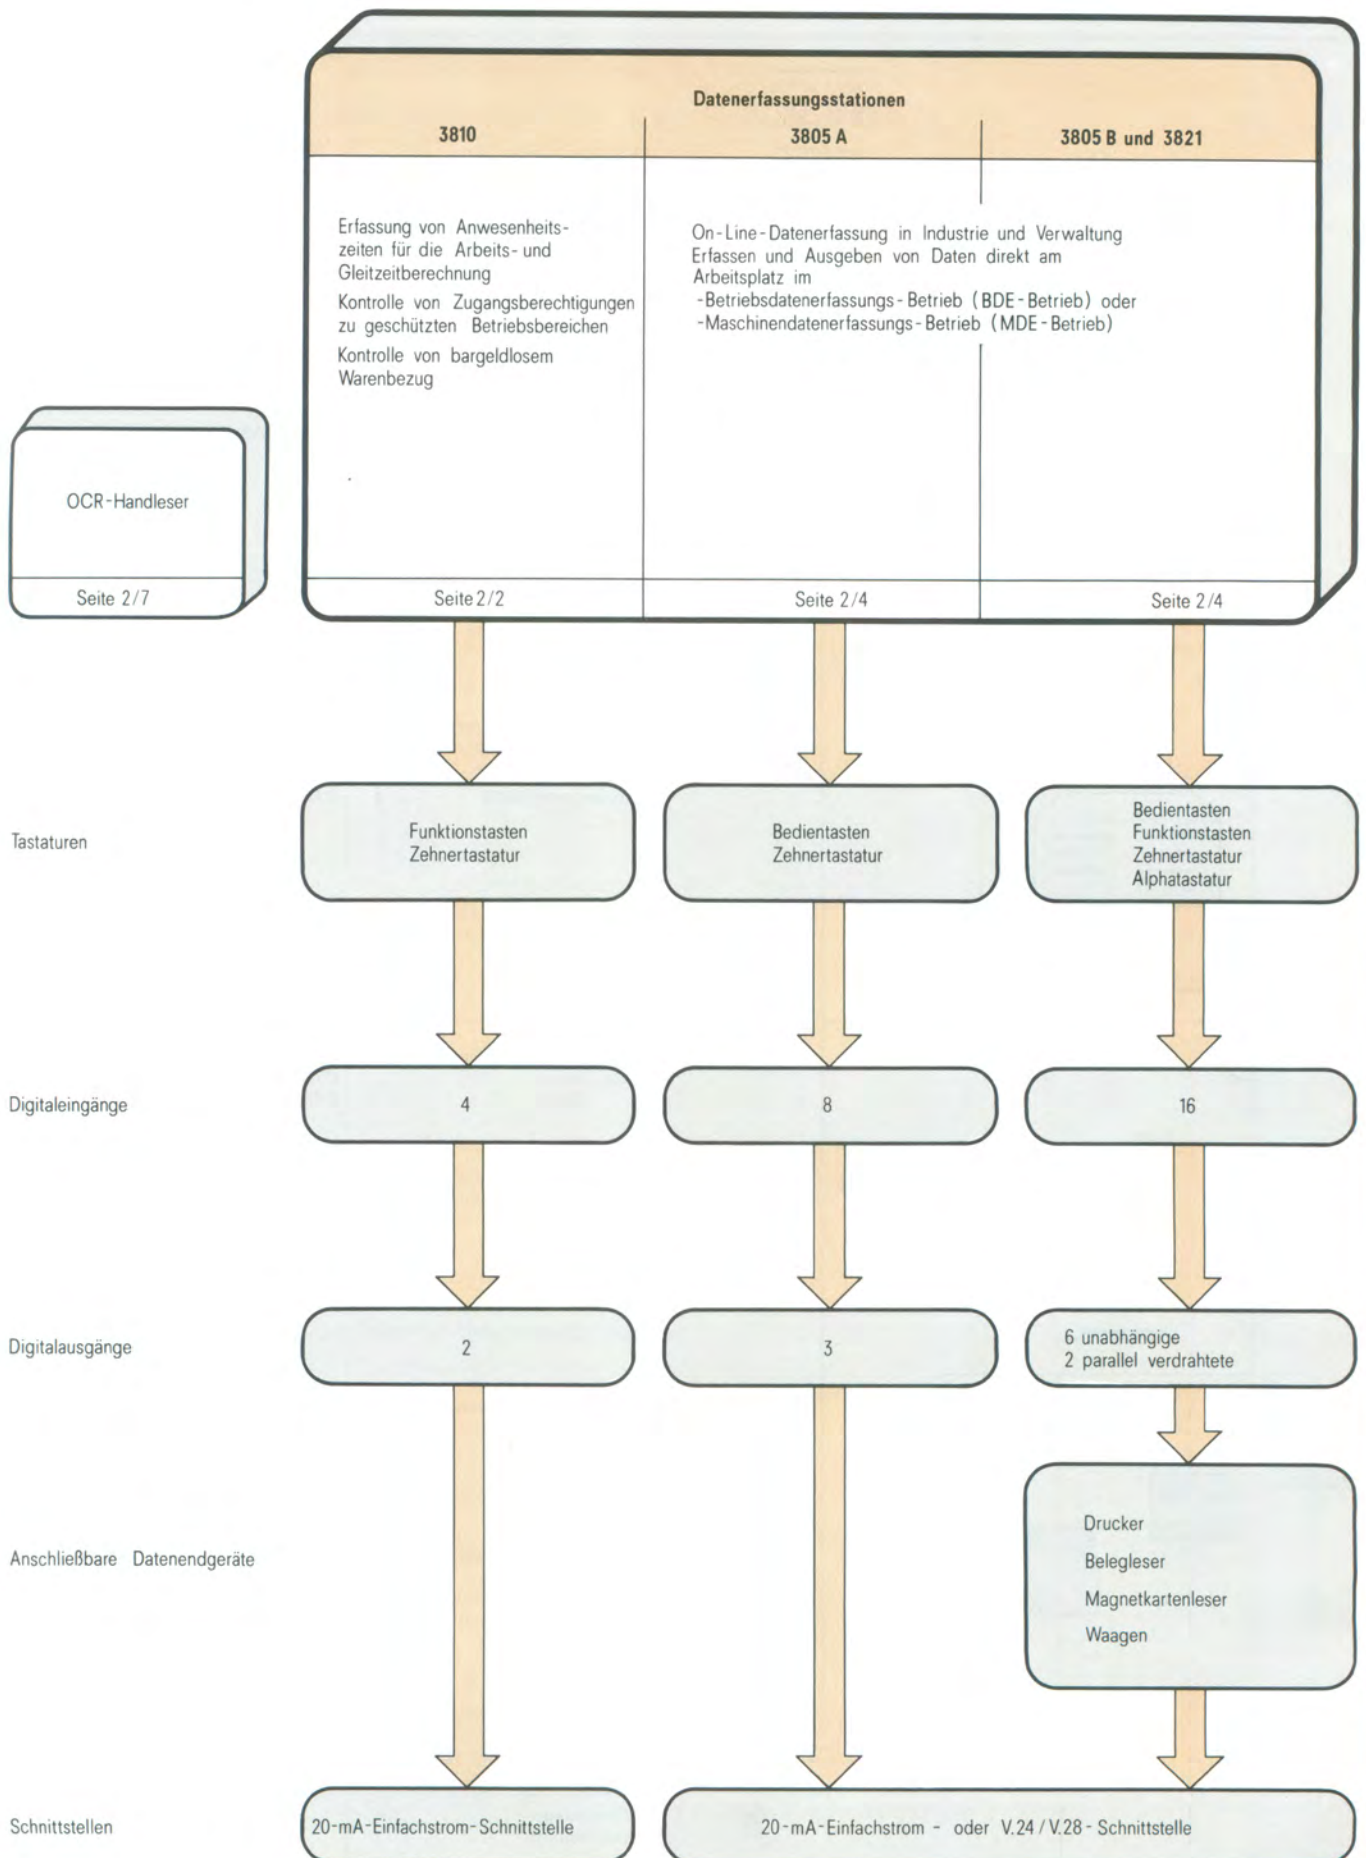 Datenerfassungsstationen
3810
3805 A
3805 B und 3821
Erfassung von Anwesenheits-
zeiten für die Arbeits- und
Gleitzeitberechnung
Kontrolle von Zugangsberechtigungen
zu geschützten Betriebsbereichen
Kontrolle von bargeldlosem
Warenbezug
On-Line-Datenerfassung in Industrie und Verwaltung
Erfassen und Ausgeben von Daten direkt am
Arbeitsplatz im
-Betriebsdatenerfassungs-Betrieb (BDE-Betrieb) oder
-Maschinendatenerfassungs-Betrieb (MDE-Betrieb)
OCR-Handleser
Seite 2/7
Seite 2/2
Seite 2/4
Seite 2/4
Tastaturen
Funktionstasten
Zehnertastatur
Bedientasten
Zehnertastatur
Bedientasten
Funktionstasten
Zehnertastatur
Alphatastatur
Digitaleingänge
4
8
16
Digitalausgänge
2
3
6 unabhängige
2 parallel verdrahtete
Anschließbare Datenendgeräte
Drucker
Belegleser
Magnetkartenleser
Waagen
Schnittstellen
20-mA-Einfachstrom-Schnittstelle
20-mA-Einfachstrom- oder V.24/V.28-Schnittstelle